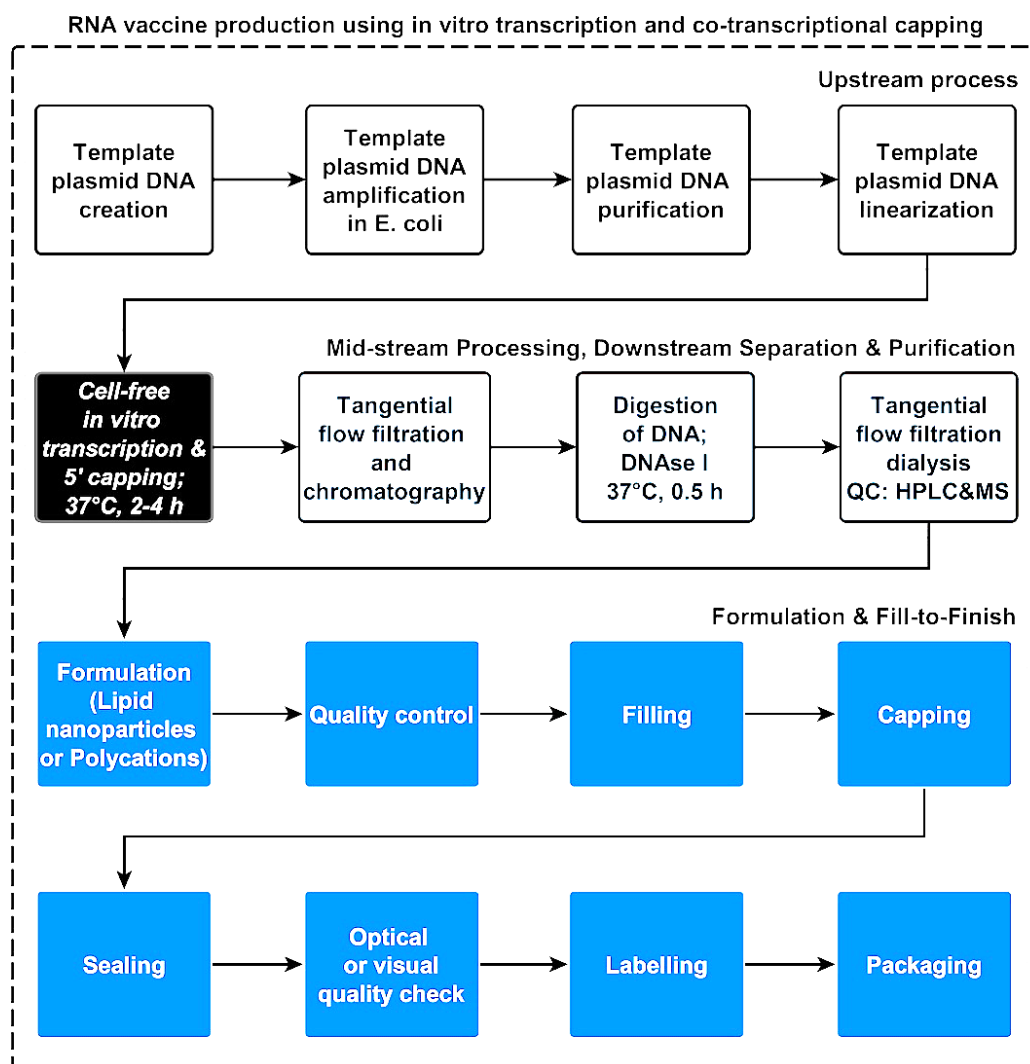 RNA vaccine production using in vitro transcription and co-transcriptional capping
Upstream process
Template
plasmid DNA
creation
Template
plasmid DNA
amplification
in E. coli
Template
plasmid DNA
purification
Template
plasmid DNA
linearization
Mid-stream Processing, Downstream Separation & Purification
Cell-free
in vitro
transcription &
5' capping;
37°C, 2-4 h
Tangential
flow filtration
and
chromatography
Digestion
of DNA;
DNAse I
37°C, 0.5 h
Tangential
flow filtration
dialysis
QC: HPLC&MS
Formulation & Fill-to-Finish
Formulation
(Lipid
nanoparticles
or Polycations)
Quality control
Filling
Capping
Sealing
Optical
or visual
quality check
Labelling
Packaging